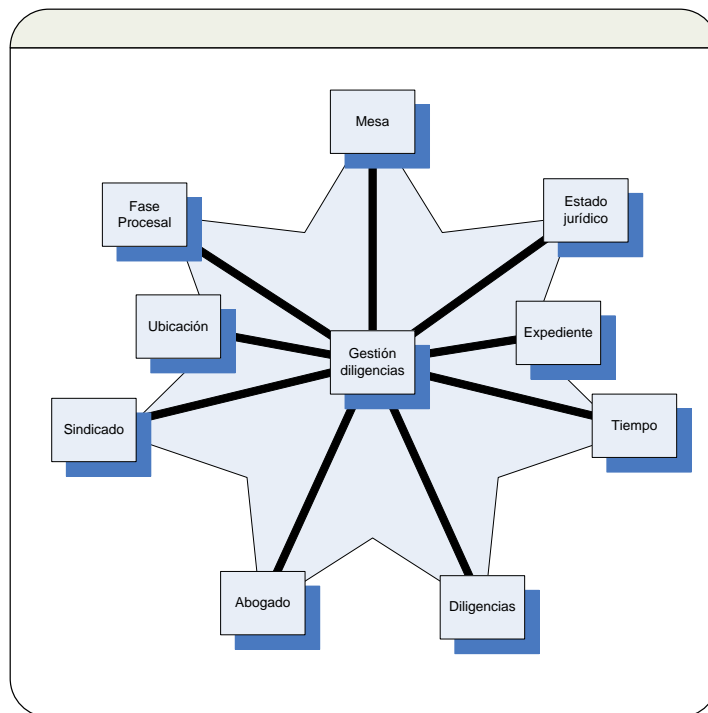 Mesa
Fase
Procesal
Estado
jurídico
Ubicación
Expediente
Gestión
diligencias
Sindicado
Tiempo
Abogado
Diligencias